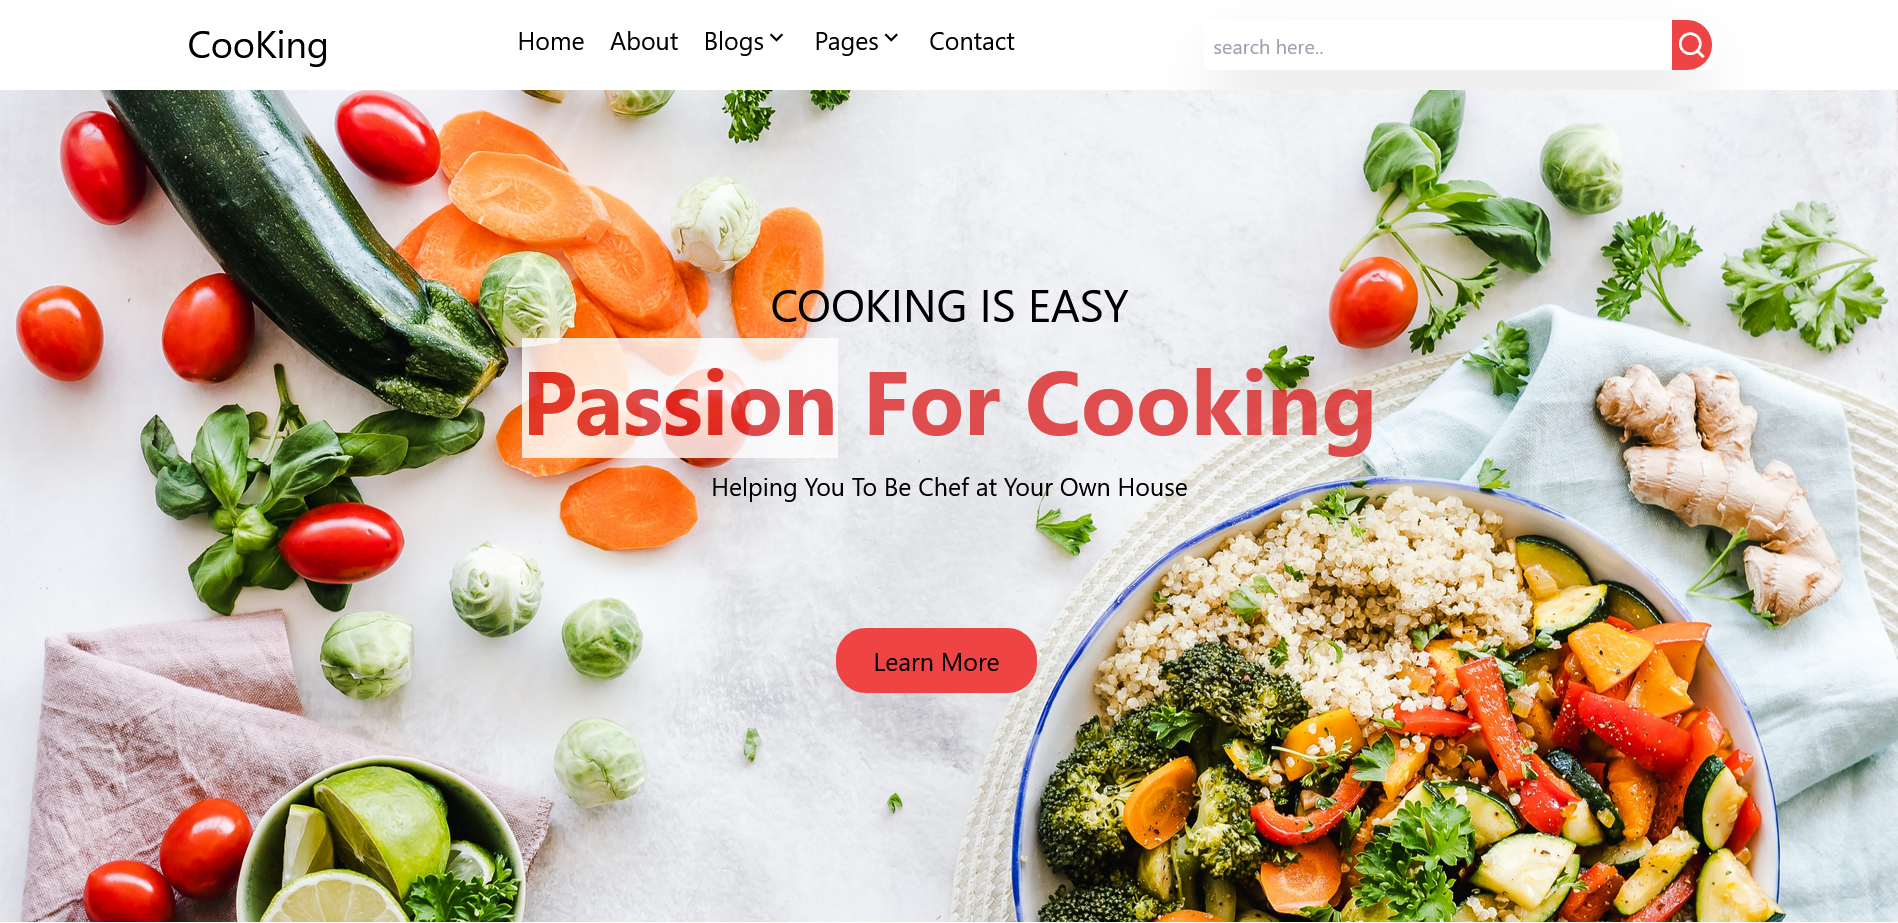 CooKing
Home About Blogs Pages Contact
search here..
COOKING IS EASY
Passion For Cooking
Helping You To Be Chef at Your Own House
Learn More